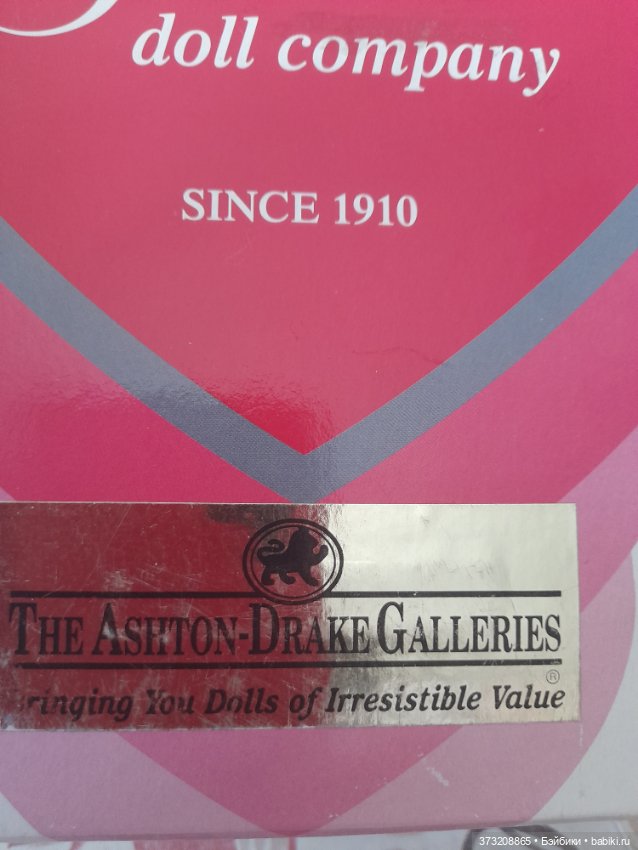 doll company
SINCE 1910
THE ASHTON-DRAKE GALLERIES
®
Bringing You Dolls of Irresistible Value
373208865 • Бэйбики • babiki.ru